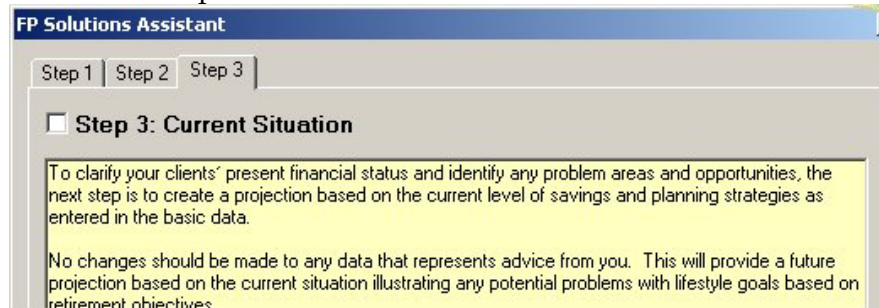 FP Solutions Assistant
Step 1 Step 2 Step 3
Step 3: Current Situation
To clarify your clients´ present financial status and identify any problem areas and opportunities, the
next step is to create a projection based on the current level of savings and planning strategies as
entered in the basic data.
No changes should be made to any data that represents advice from you.  This will provide a future
projection based on the current situation illustrating any potential problems with lifestyle goals based on
retirement objectives.